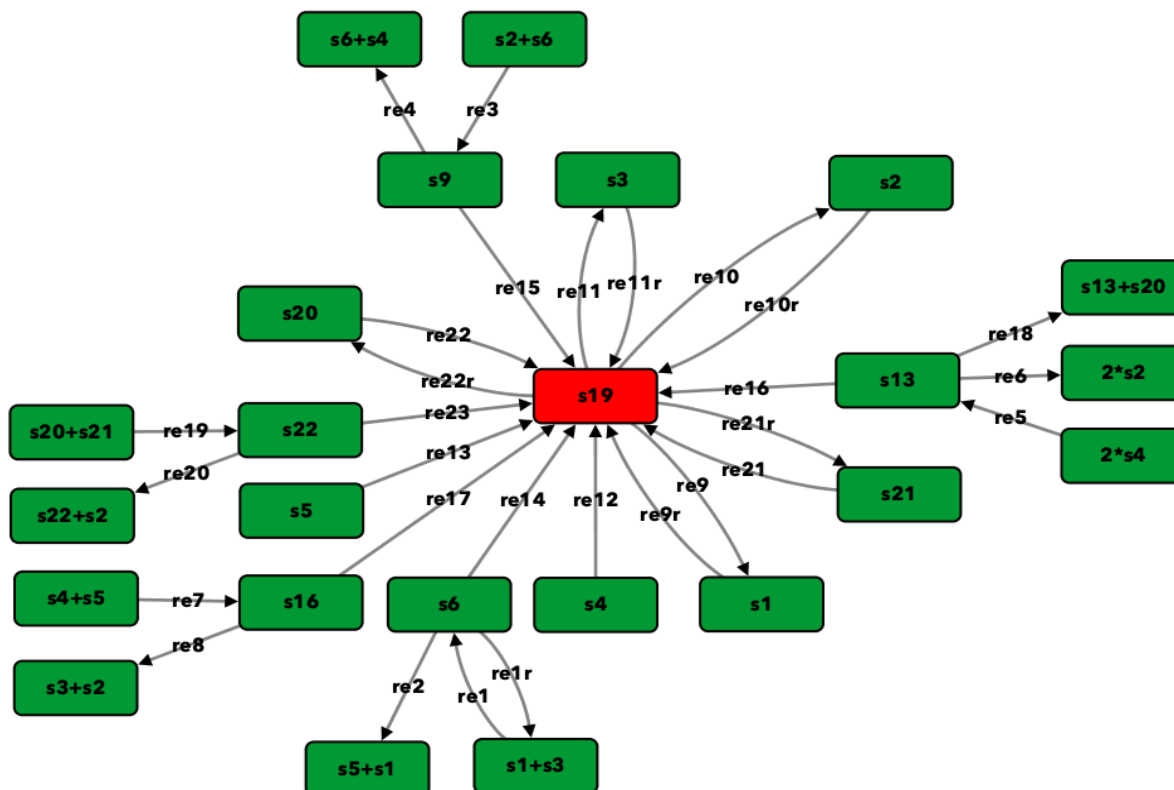 s6+s4
s2+s6
re4
re3
s9
s3
s2
re15
re11
re11r
re10
re10r
s13+s20
s20
re22
re18
re22r
s19
re16
s13
re6
2*s2
s20+s21
re19
s22
re23
re21r
re5
re20
re13
re21
2*s4
s22+s2
s5
re17
re14
re12
re9r
re9
s21
s4+s5
re7
s16
s6
s4
s1
re8
s3+s2
re2
re1
re1r
s5+s1
s1+s3